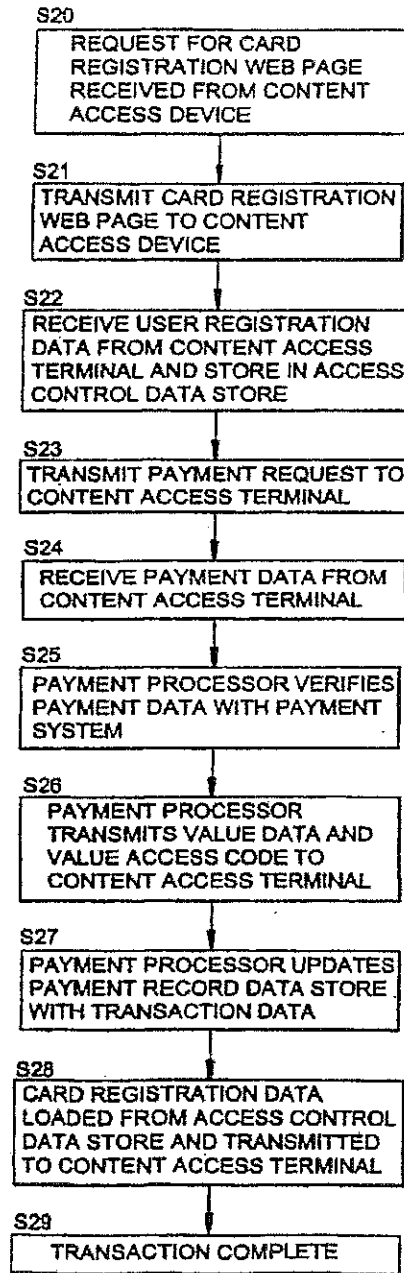 S20
REQUEST FOR CARD
REGISTRATION WEB PAGE
RECEIVED FROM CONTENT
ACCESS DEVICE
S21
TRANSMIT CARD REGISTRATION
WEB PAGE TO CONTENT
ACCESS DEVICE
S22
RECEIVE USER REGISTRATION
DATA FROM CONTENT ACCESS
TERMINAL AND STORE IN ACCESS
CONTROL DATA STORE
S23
TRANSMIT PAYMENT REQUEST TO
CONTENT ACCESS TERMINAL
S24
RECEIVE PAYMENT DATA FROM
CONTENT ACCESS TERMINAL
S25
PAYMENT PROCESSOR VERIFIES
PAYMENT DATA WITH PAYMENT
SYSTEM
S26
PAYMENT PROCESSOR
TRANSMITS VALUE DATA AND
VALUE ACCESS CODE TO
CONTENT ACCESS TERMINAL
S27
PAYMENT PROCESSOR UPDATES
PAYMENT RECORD DATA STORE
WITH TRANSACTION DATA
S28
CARD REGISTRATION DATA
LOADED FROM ACCESS CONTROL
DATA STORE AND TRANSMITTED
TO CONTENT ACCESS TERMINAL
S29
TRANSACTION COMPLETE